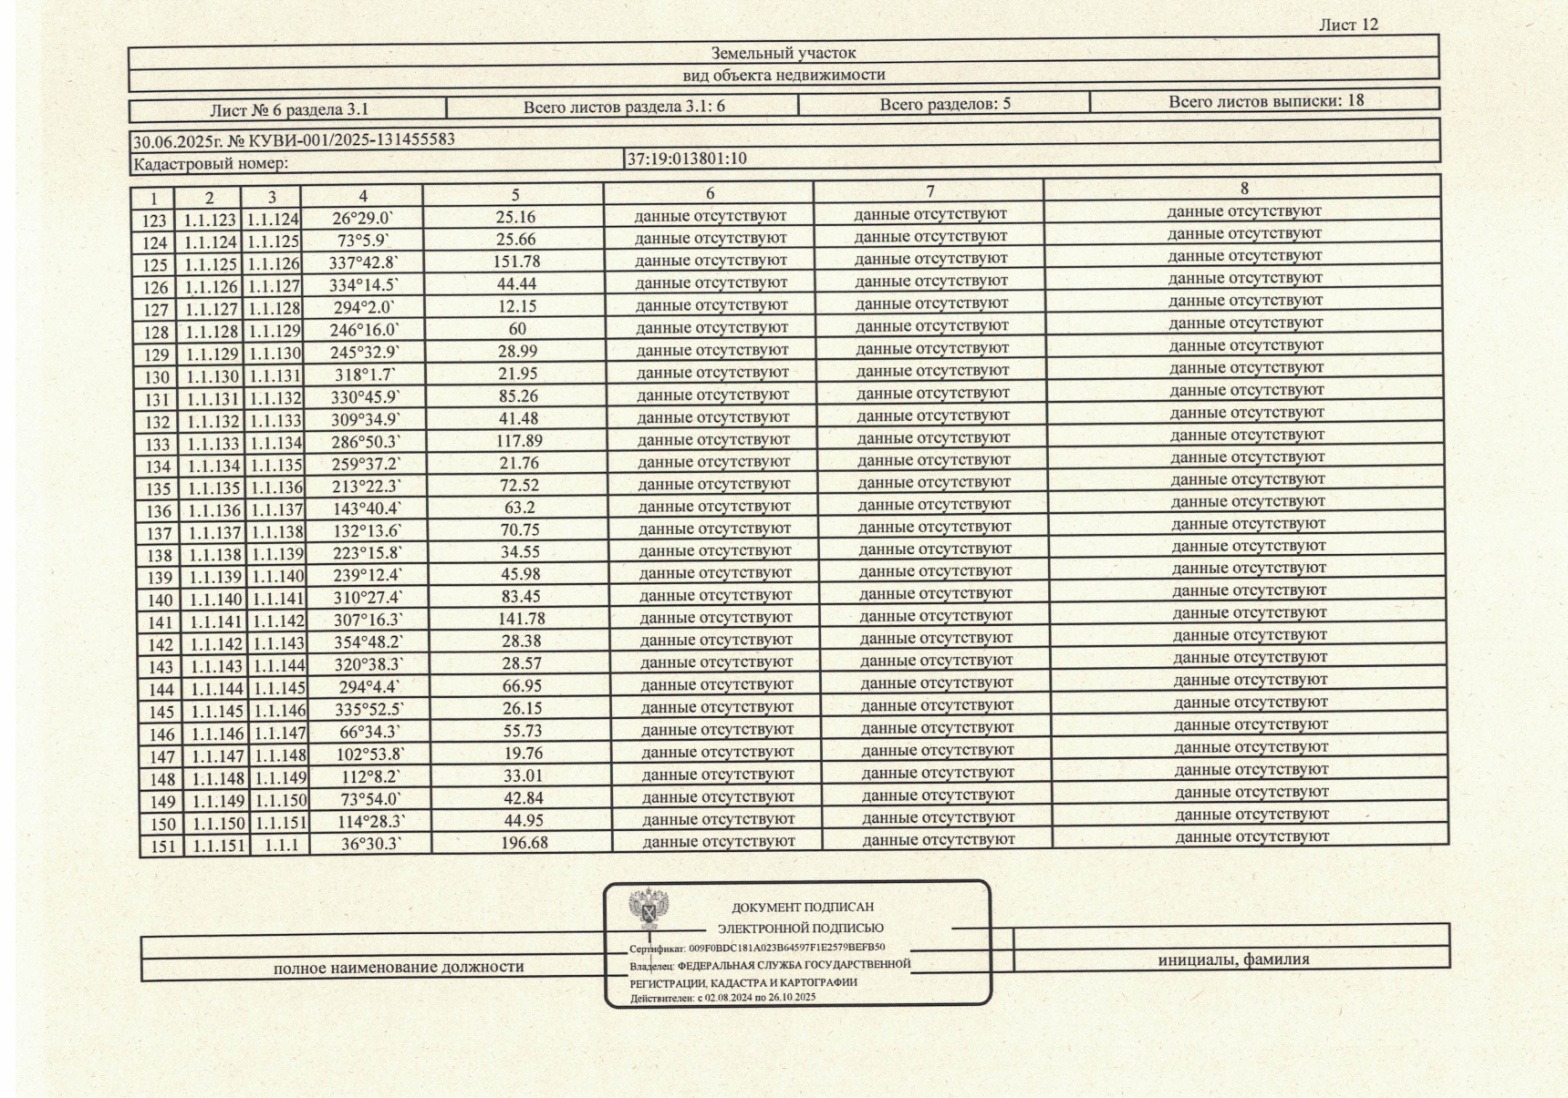 Лист 12
Земельный участок
вид объекта недвижимости
Лист № 6 раздела 3.1 Всего листов раздела 3.1: 6 Всего разделов: 5 Всего листов выписки: 18
30.06.2025г. № КУВИ-001/2025-131455583
Кадастровый номер: 37:19:013801:10
1 2 3 4 5 6 7 8
123 1.1.123 1.1.124 26°29.0` 25.16 данные отсутствуют данные отсутствуют данные отсутствуют
124 1.1.124 1.1.125 73°5.9` 25.66 данные отсутствуют данные отсутствуют данные отсутствуют
125 1.1.125 1.1.126 337°42.8` 151.78 данные отсутствуют данные отсутствуют данные отсутствуют
126 1.1.126 1.1.127 334°14.5` 44.44 данные отсутствуют данные отсутствуют данные отсутствуют
127 1.1.127 1.1.128 294°2.0` 12.15 данные отсутствуют данные отсутствуют данные отсутствуют
128 1.1.128 1.1.129 246°16.0` 60 данные отсутствуют данные отсутствуют данные отсутствуют
129 1.1.129 1.1.130 245°32.9` 28.99 данные отсутствуют данные отсутствуют данные отсутствуют
130 1.1.130 1.1.131 318°1.7` 21.95 данные отсутствуют данные отсутствуют данные отсутствуют
131 1.1.131 1.1.132 330°45.9` 85.26 данные отсутствуют данные отсутствуют данные отсутствуют
132 1.1.132 1.1.133 309°34.9` 41.48 данные отсутствуют данные отсутствуют данные отсутствуют
133 1.1.133 1.1.134 286°50.3` 117.89 данные отсутствуют данные отсутствуют данные отсутствуют
134 1.1.134 1.1.135 259°37.2` 21.76 данные отсутствуют данные отсутствуют данные отсутствуют
135 1.1.135 1.1.136 213°22.3` 72.52 данные отсутствуют данные отсутствуют данные отсутствуют
136 1.1.136 1.1.137 143°40.4` 63.2 данные отсутствуют данные отсутствуют данные отсутствуют
137 1.1.137 1.1.138 132°13.6` 70.75 данные отсутствуют данные отсутствуют данные отсутствуют
138 1.1.138 1.1.139 223°15.8` 34.55 данные отсутствуют данные отсутствуют данные отсутствуют
139 1.1.139 1.1.140 239°12.4` 45.98 данные отсутствуют данные отсутствуют данные отсутствуют
140 1.1.140 1.1.141 310°27.4` 83.45 данные отсутствуют данные отсутствуют данные отсутствуют
141 1.1.141 1.1.142 307°16.3` 141.78 данные отсутствуют данные отсутствуют данные отсутствуют
142 1.1.142 1.1.143 354°48.2` 28.38 данные отсутствуют данные отсутствуют данные отсутствуют
143 1.1.143 1.1.144 320°38.3` 28.57 данные отсутствуют данные отсутствуют данные отсутствуют
144 1.1.144 1.1.145 294°4.4` 66.95 данные отсутствуют данные отсутствуют данные отсутствуют
145 1.1.145 1.1.146 335°52.5` 26.15 данные отсутствуют данные отсутствуют данные отсутствуют
146 1.1.146 1.1.147 66°34.3` 55.73 данные отсутствуют данные отсутствуют данные отсутствуют
147 1.1.147 1.1.148 102°53.8` 19.76 данные отсутствуют данные отсутствуют данные отсутствуют
148 1.1.148 1.1.149 112°8.2` 33.01 данные отсутствуют данные отсутствуют данные отсутствуют
149 1.1.149 1.1.150 73°54.0` 42.84 данные отсутствуют данные отсутствуют данные отсутствуют
150 1.1.150 1.1.151 114°28.3` 44.95 данные отсутствуют данные отсутствуют данные отсутствуют
151 1.1.151 1.1.1 36°30.3` 196.68 данные отсутствуют данные отсутствуют данные отсутствуют
ДОКУМЕНТ ПОДПИСАН
ЭЛЕКТРОННОЙ ПОДПИСЬЮ
Сертификат: 009F0BDC181A023B64597F1E2579BEFB50
Владелец: ФЕДЕРАЛЬНАЯ СЛУЖБА ГОСУДАРСТВЕННОЙ
РЕГИСТРАЦИИ, КАДАСТРА И КАРТОГРАФИИ
Действителен: с 02.08.2024 по 26.10.2025
полное наименование должности инициалы, фамилия